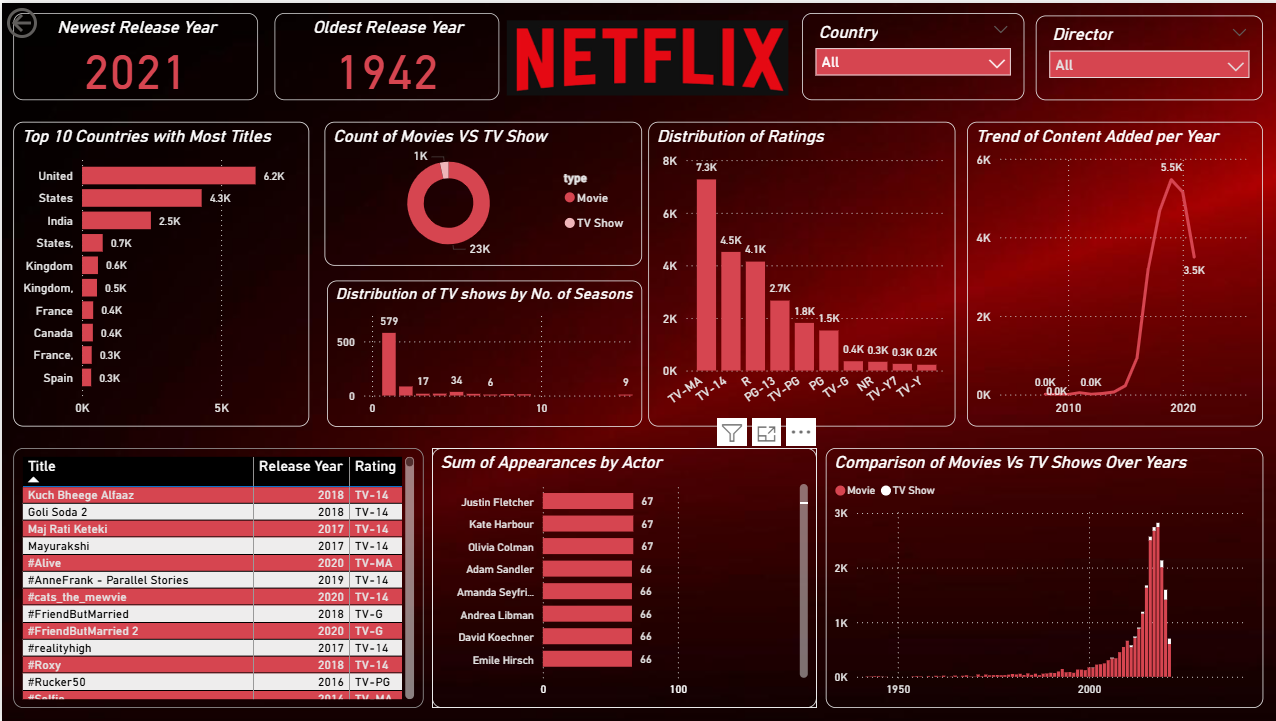 Newest Release Year
2021
Oldest Release Year
1942
NETFLIX
Country
All
Director
All
Top 10 Countries with Most Titles
United 6.2K
States 4.3K
India 2.5K
States, 0.7K
Kingdom 0.6K
Kingdom, 0.5K
France 0.4K
Canada 0.4K
France, 0.3K
Spain 0.3K
0K 5K
Count of Movies VS TV Show
1K
23K
type
Movie
TV Show
Distribution of TV shows by No. of Seasons
579
500
17 34 6 9
0
0 10
Distribution of Ratings
8K
7.3K
6K
4.5K
4.1K
4K
2.7K
2K
1.8K
1.5K
0.4K 0.3K 0.3K 0.2K
0K
TV-MA TV-14 R PG-13 TV-PG PG TV-G NR TV-Y7 TV-Y
Trend of Content Added per Year
6K
5.5K
4K
3.5K
2K
0.0K 0.0K 0.0K
0K
2010 2020
Title Release Year Rating
Kuch Bheege Alfaaz 2018 TV-14
Goli Soda 2 2018 TV-14
Maj Rati Keteki 2017 TV-14
Mayurakshi 2017 TV-14
#Alive 2020 TV-MA
#AnneFrank - Parallel Stories 2019 TV-14
#cats_the_mewvie 2020 TV-14
#FriendButMarried 2018 TV-G
#FriendButMarried 2 2020 TV-G
#realityhigh 2017 TV-14
#Roxy 2018 TV-14
#Rucker50 2016 TV-PG
#Selfie 2014 TV-MA
Sum of Appearances by Actor
Justin Fletcher 67
Kate Harbour 67
Olivia Colman 67
Adam Sandler 66
Amanda Seyfri... 66
Andrea Libman 66
David Koechner 66
Emile Hirsch 66
0 100
Comparison of Movies Vs TV Shows Over Years
Movie TV Show
3K
2K
1K
0K
1950 2000